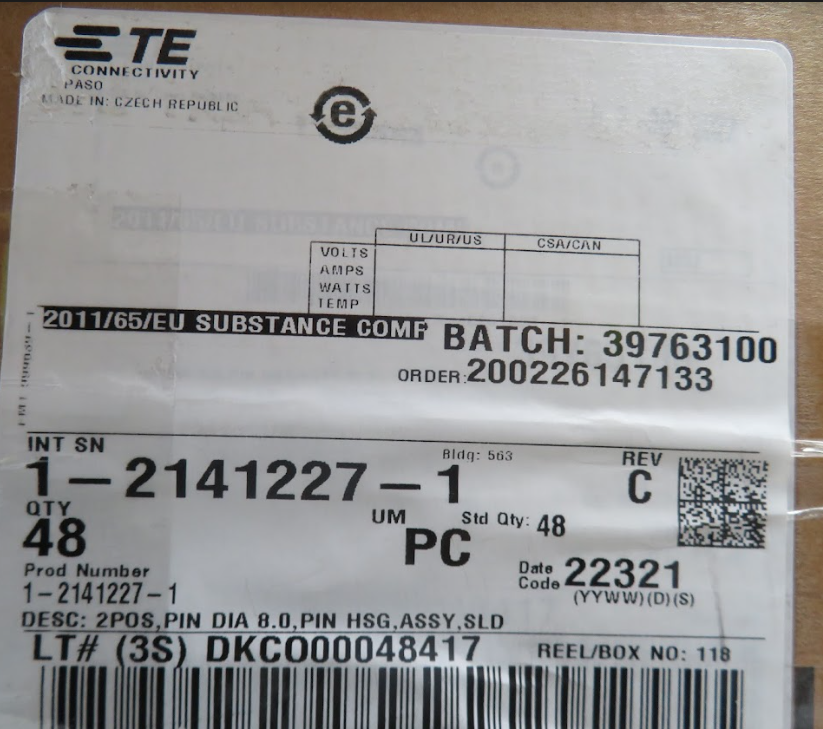 TE
CONNECTIVITY
PASO
MADE IN: CZECH REPUBLIC
e
UL/UR/US CSA/CAN
VOLTS
AMPS
WATTS
TEMP
2011/65/EU SUBSTANCE COMP
BATCH: 39763100
ORDER:200226147133
INT SN
Bldg: 563
REV
1-2141227-1
C
QTY
48
UM
PC
Std Qty: 48
Prod Number
1-2141227-1
Date
Code 22321
(YYWW)(D)(S)
DESC: 2POS,PIN DIA 8.0,PIN HSG,ASSY,SLD
LT# (3S) DKCO00048417
REEL/BOX NO: 118